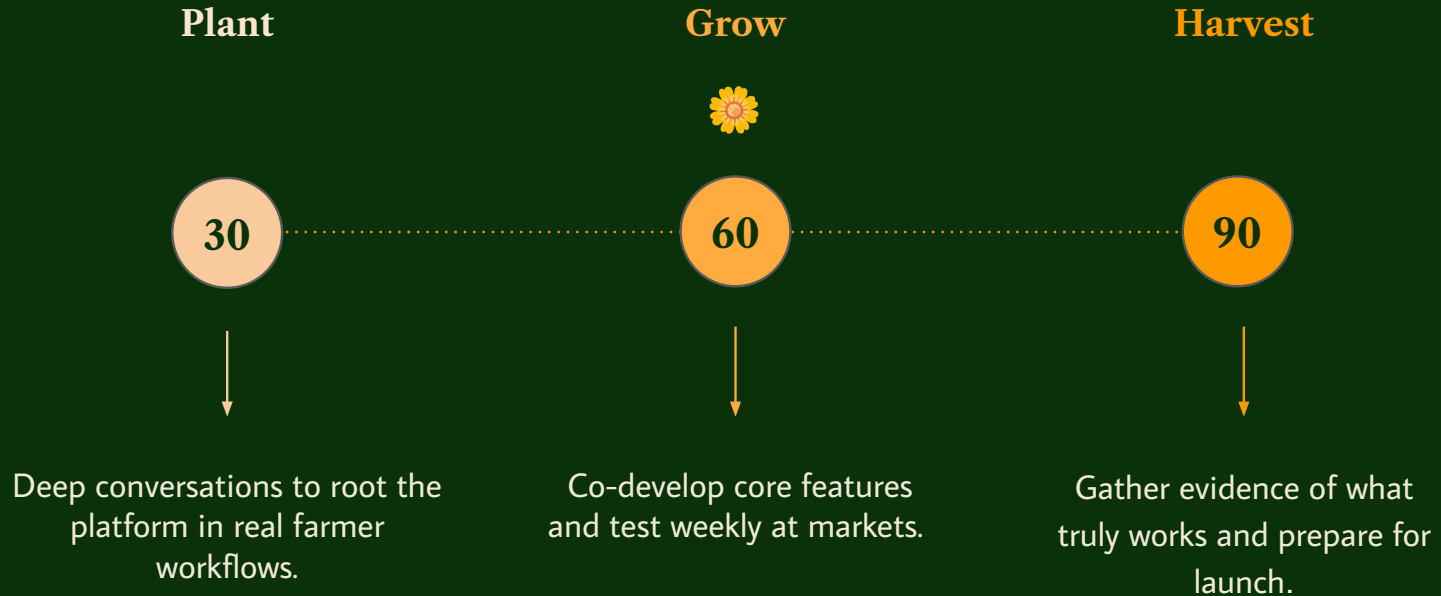 Plant
Grow
Harvest
30
60
90
Deep conversations to root the
platform in real farmer
workflows.
Co-develop core features
and test weekly at markets.
Gather evidence of what
truly works and prepare for
launch.